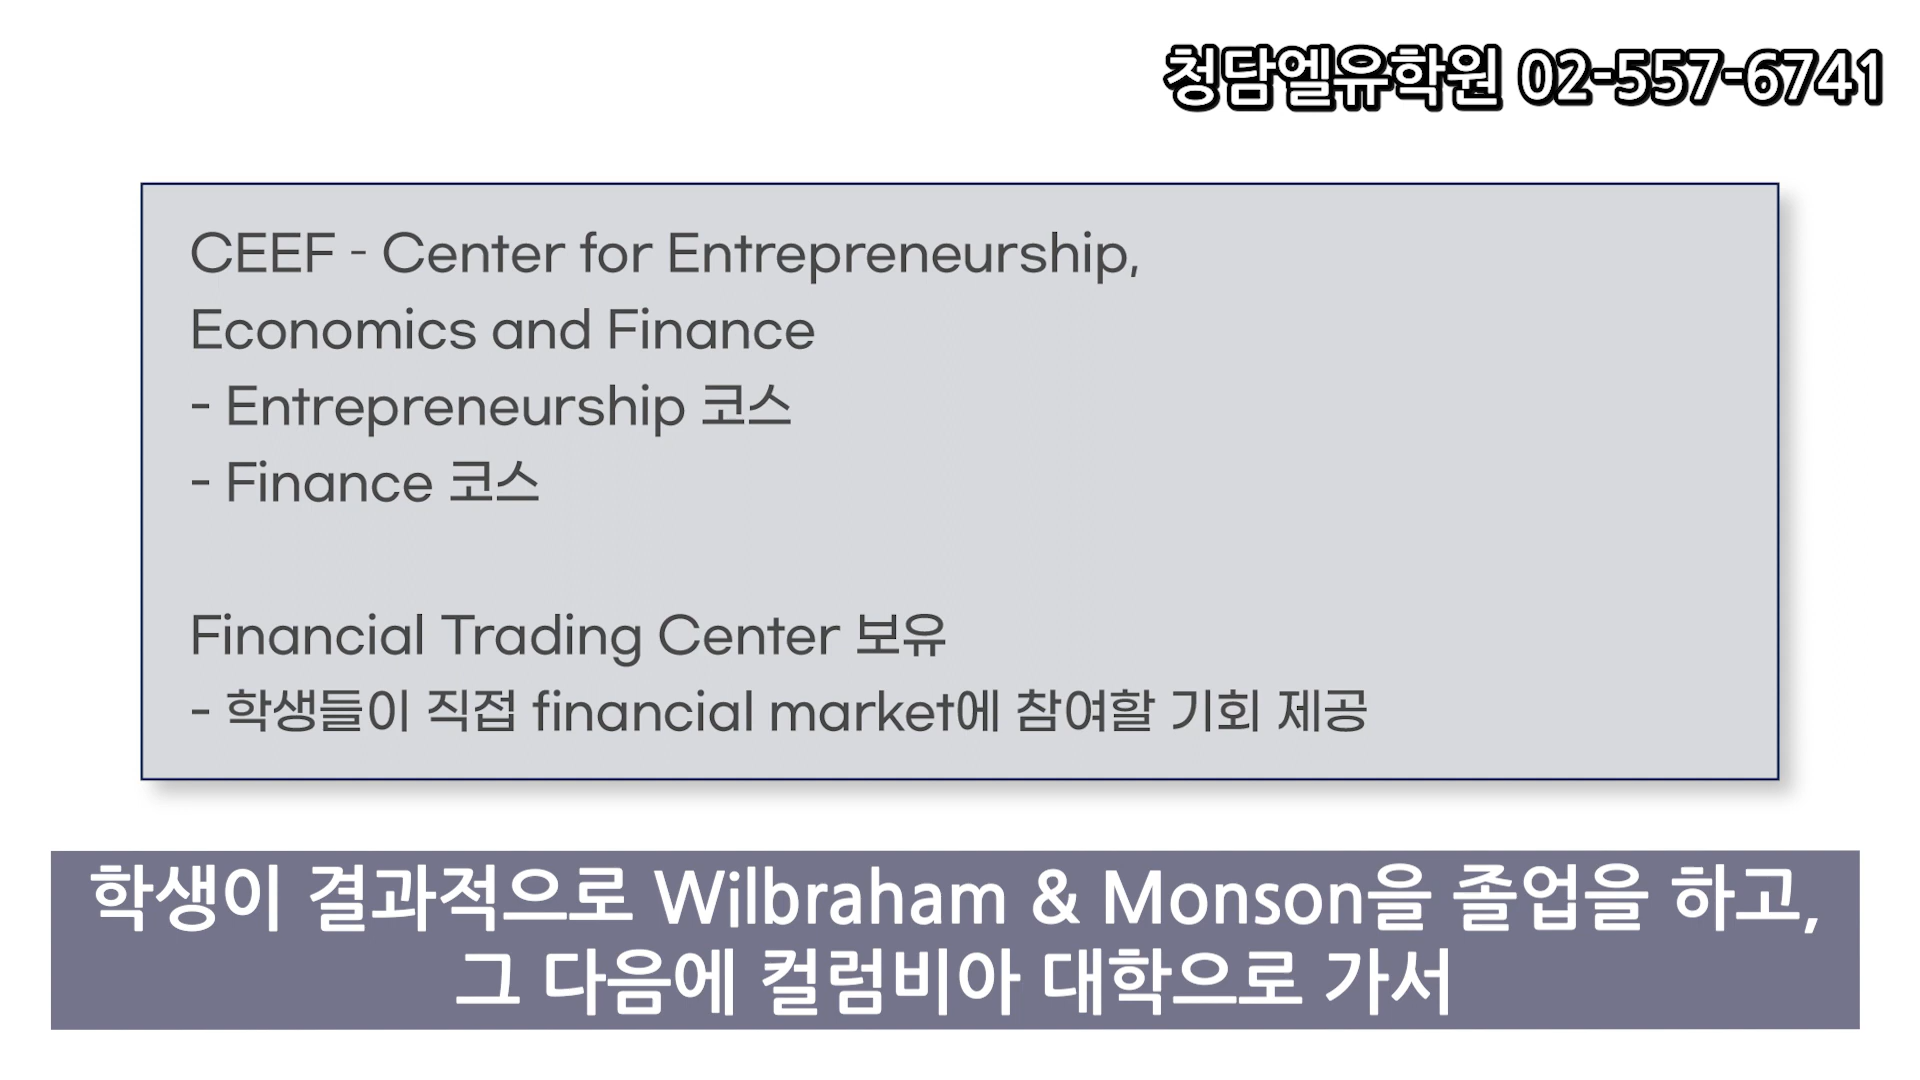 청담엘유학원 02-557-6741
CEEF - Center for Entrepreneurship,
Economics and Finance
- Entrepreneurship 코스
- Finance 코스
Financial Trading Center 보유
- 학생들이 직접 financial market에 참여할 기회 제공
학생이 결과적으로 Wilbraham & Monson을 졸업을 하고,
그 다음에 컬럼비아 대학으로 가서